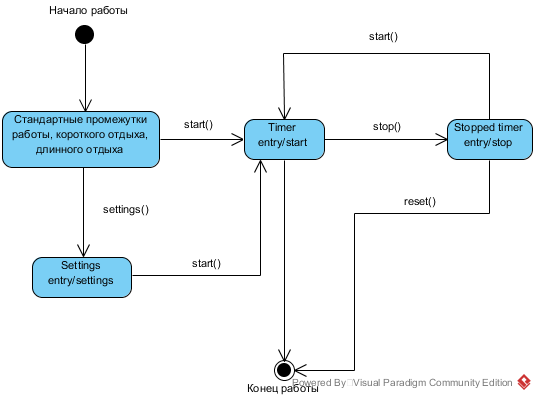 Начало работы
start()
Стандартные промежутки
работы, короткого отдыха,
длинного отдыха
start()
Timer
entry/start
stop()
Stopped timer
entry/stop
settings()
reset()
Settings
entry/settings
start()
Powered By Visual Paradigm Community Edition
Конец работы